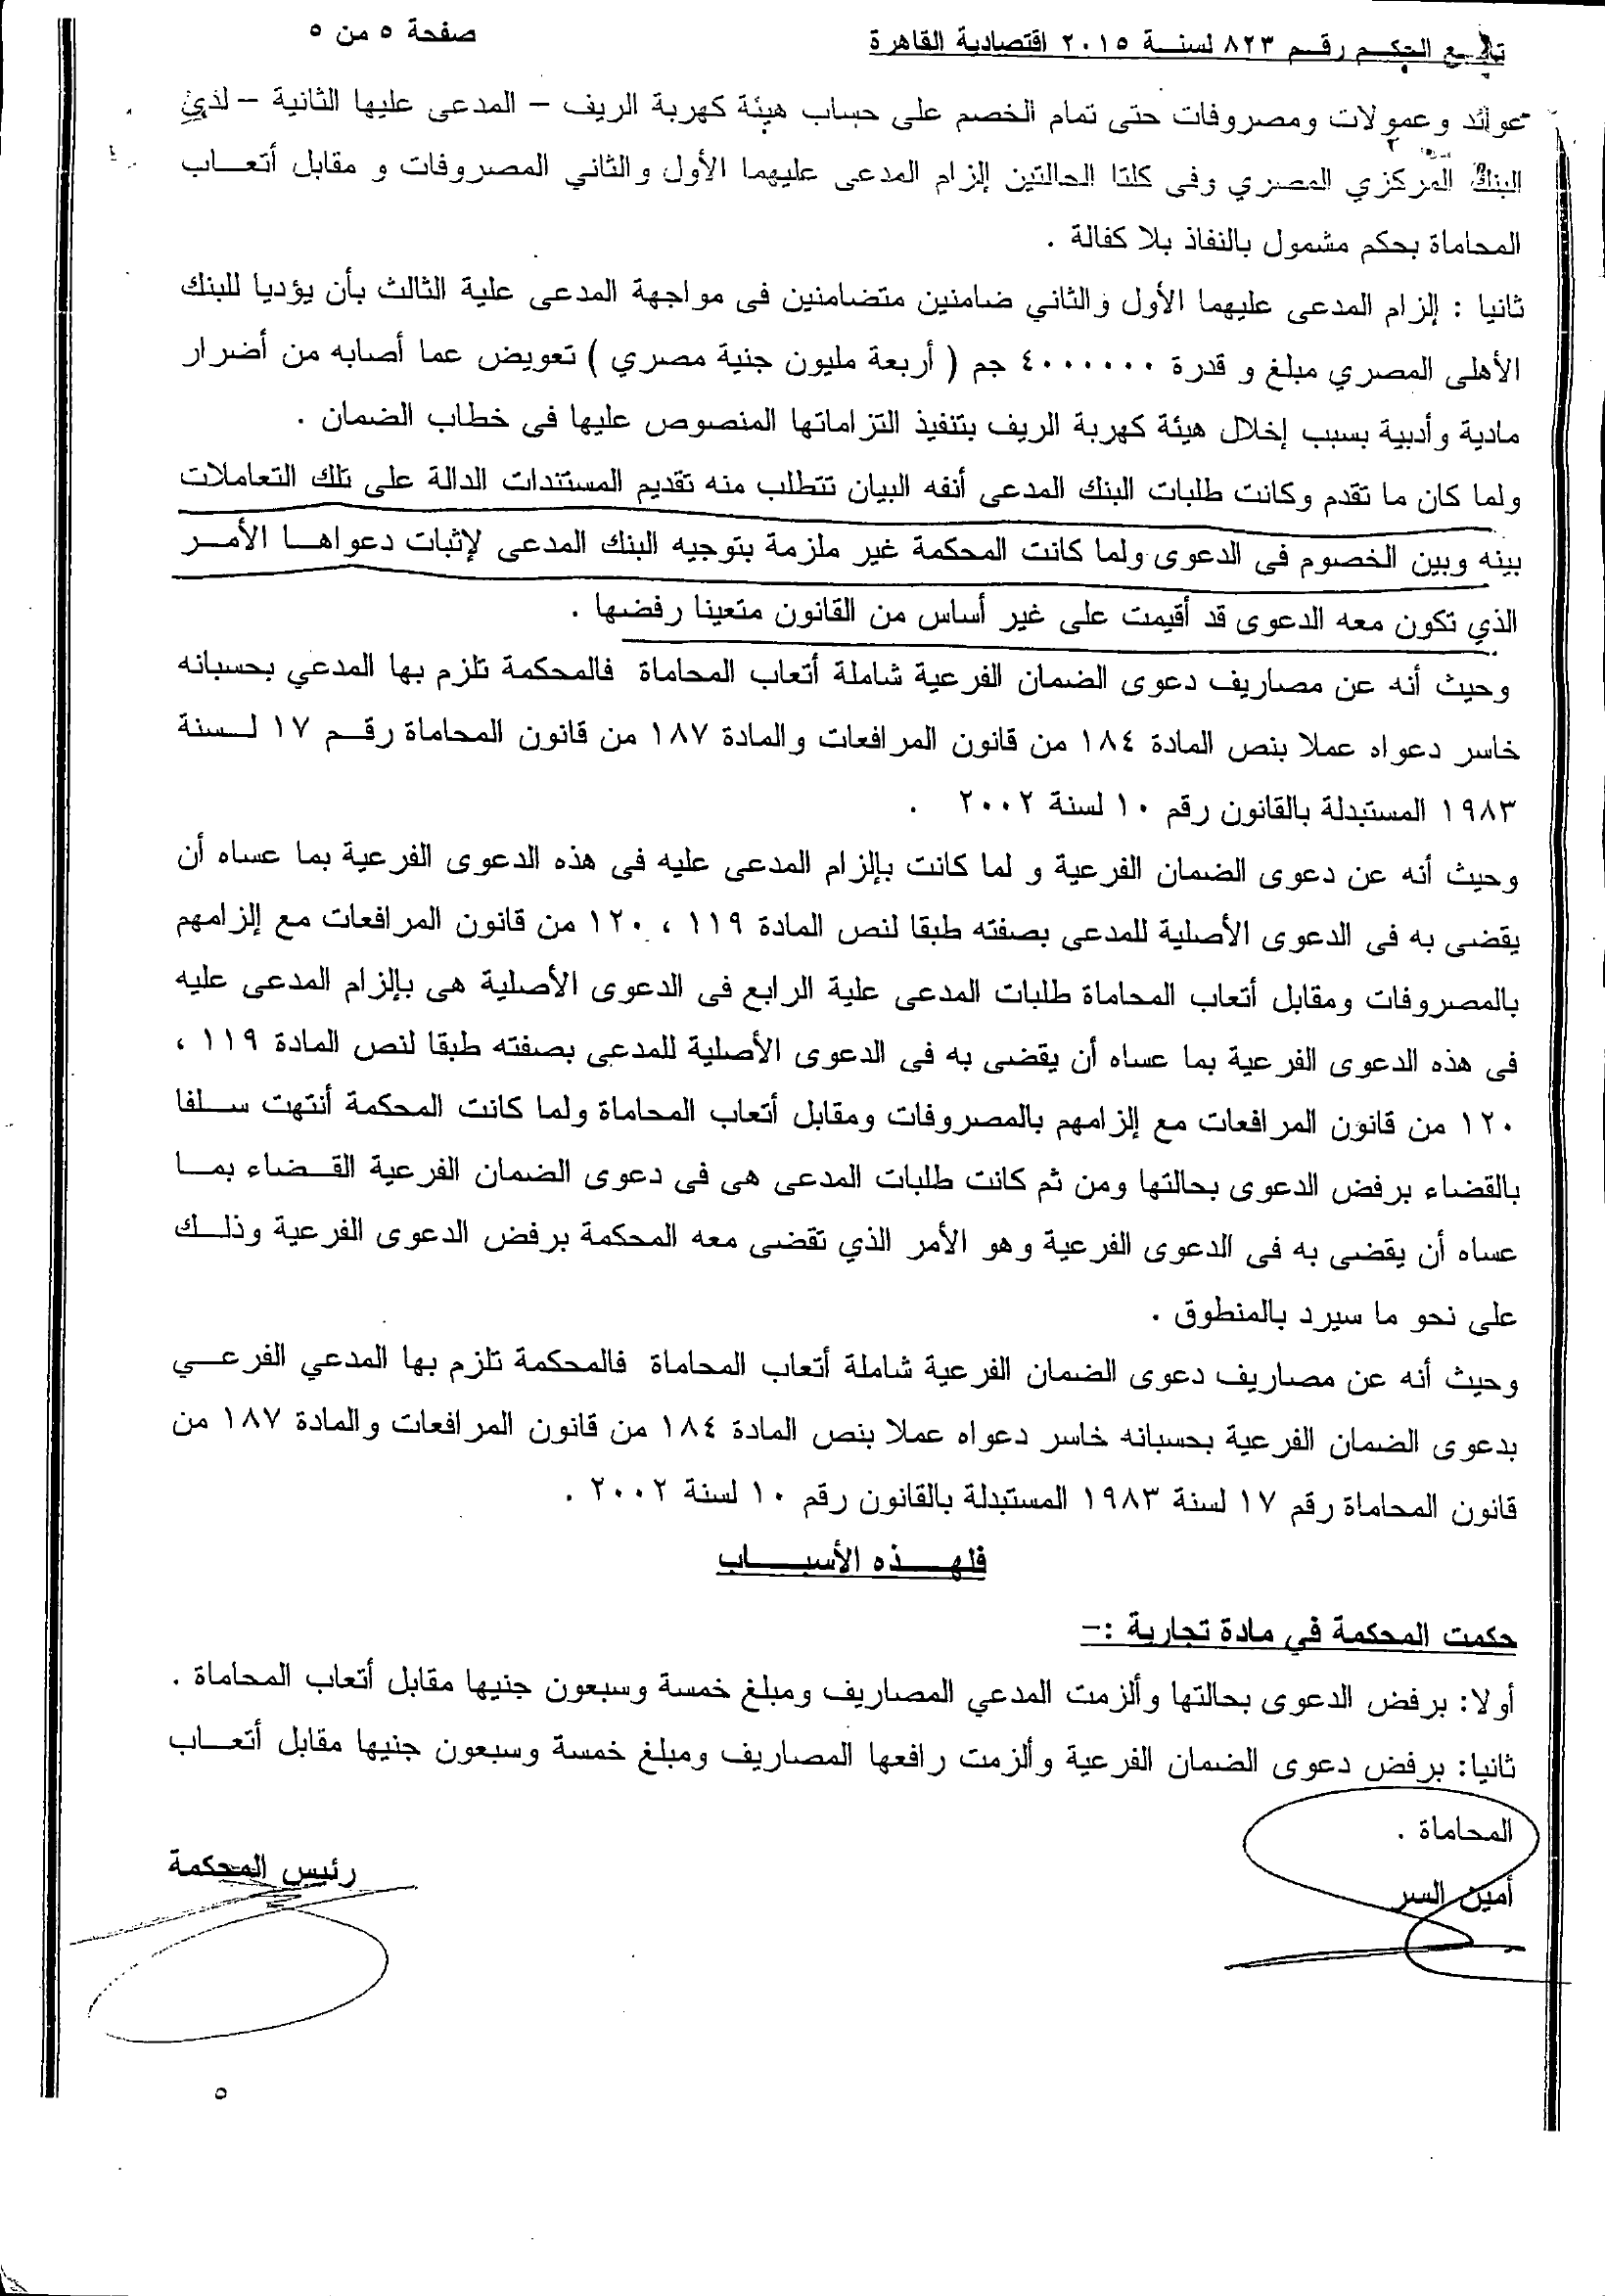 تابع الحكم رقم ٨٢٣ لسنة ٢٠١٥ اقتصادية القاهرة
صفحة ٥ من ٥
عوائد وعمولات ومصروفات حتى تمام الخصم على حساب هيئة كهربة الريف – المدعى عليها الثانية – لدى
البنك المركزي المصري وفى كلتا الحالتين إلزام المدعى عليهما الأول والثاني المصروفات و مقابل أتعاب
المحاماة بحكم مشمول بالنفاذ بلا كفالة .
ثانيا : إلزام المدعى عليهما الأول والثاني ضامنين متضامنين فى مواجهة المدعى علية الثالث بأن يؤديا للبنك
الأهلى المصري مبلغ و قدرة ٤٠٠٠٠٠٠ جم ( أربعة مليون جنية مصري ) تعويض عما أصابه من أضرار
مادية وأدبية بسبب إخلال هيئة كهربة الريف بتنفيذ التزاماتها المنصوص عليها فى خطاب الضمان .
ولما كان ما تقدم وكانت طلبات البنك المدعى أنفه البيان تتطلب منه تقديم المستندات الدالة على تلك التعاملات
بينه وبين الخصوم فى الدعوى ولما كانت المحكمة غير ملزمة بتوجيه البنك المدعى لإثبات دعواها الأمر
الذي تكون معه الدعوى قد أقيمت على غير أساس من القانون متعينا رفضها .
وحيث أنه عن مصاريف دعوى الضمان الفرعية شاملة أتعاب المحاماة فالمحكمة تلزم بها المدعي بحسبانه
خاسر دعواه عملا بنص المادة ١٨٤ من قانون المرافعات والمادة ١٨٧ من قانون المحاماة رقم ١٧ لسنة
١٩٨٣ المستبدلة بالقانون رقم ١٠ لسنة ٢٠٠٢ .
وحيث أنه عن دعوى الضمان الفرعية و لما كانت بإلزام المدعى عليه فى هذه الدعوى الفرعية بما عساه أن
يقضى به فى الدعوى الأصلية للمدعى بصفته طبقا لنص المادة ١١٩ ، ١٢٠ من قانون المرافعات مع إلزامهم
بالمصروفات ومقابل أتعاب المحاماة طلبات المدعى علية الرابع فى الدعوى الأصلية هى بإلزام المدعى عليه
فى هذه الدعوى الفرعية بما عساه أن يقضى به فى الدعوى الأصلية للمدعى بصفته طبقا لنص المادة ١١٩ ،
١٢٠ من قانون المرافعات مع إلزامهم بالمصروفات ومقابل أتعاب المحاماة ولما كانت المحكمة أنتهت سلفا
بالقضاء برفض الدعوى بحالتها ومن ثم كانت طلبات المدعى هى فى دعوى الضمان الفرعية القضاء بما
عساه أن يقضى به فى الدعوى الفرعية وهو الأمر الذي تقضى معه المحكمة برفض الدعوى الفرعية وذلك
على نحو ما سيرد بالمنطوق .
وحيث أنه عن مصاريف دعوى الضمان الفرعية شاملة أتعاب المحاماة فالمحكمة تلزم بها المدعي الفرعي
بدعوى الضمان الفرعية بحسبانه خاسر دعواه عملا بنص المادة ١٨٤ من قانون المرافعات والمادة ١٨٧ من
قانون المحاماة رقم ١٧ لسنة ١٩٨٣ المستبدلة بالقانون رقم ١٠ لسنة ٢٠٠٢ .
فلهذه الأسباب
حكمت المحكمة في مادة تجارية :-
أولا: برفض الدعوى بحالتها وألزمت المدعي المصاريف ومبلغ خمسة وسبعون جنيها مقابل أتعاب المحاماة .
ثانيا: برفض دعوى الضمان الفرعية وألزمت رافعها المصاريف ومبلغ خمسة وسبعون جنيها مقابل أتعاب
المحاماة .
أمين السر
رئيس المحكمة
٥